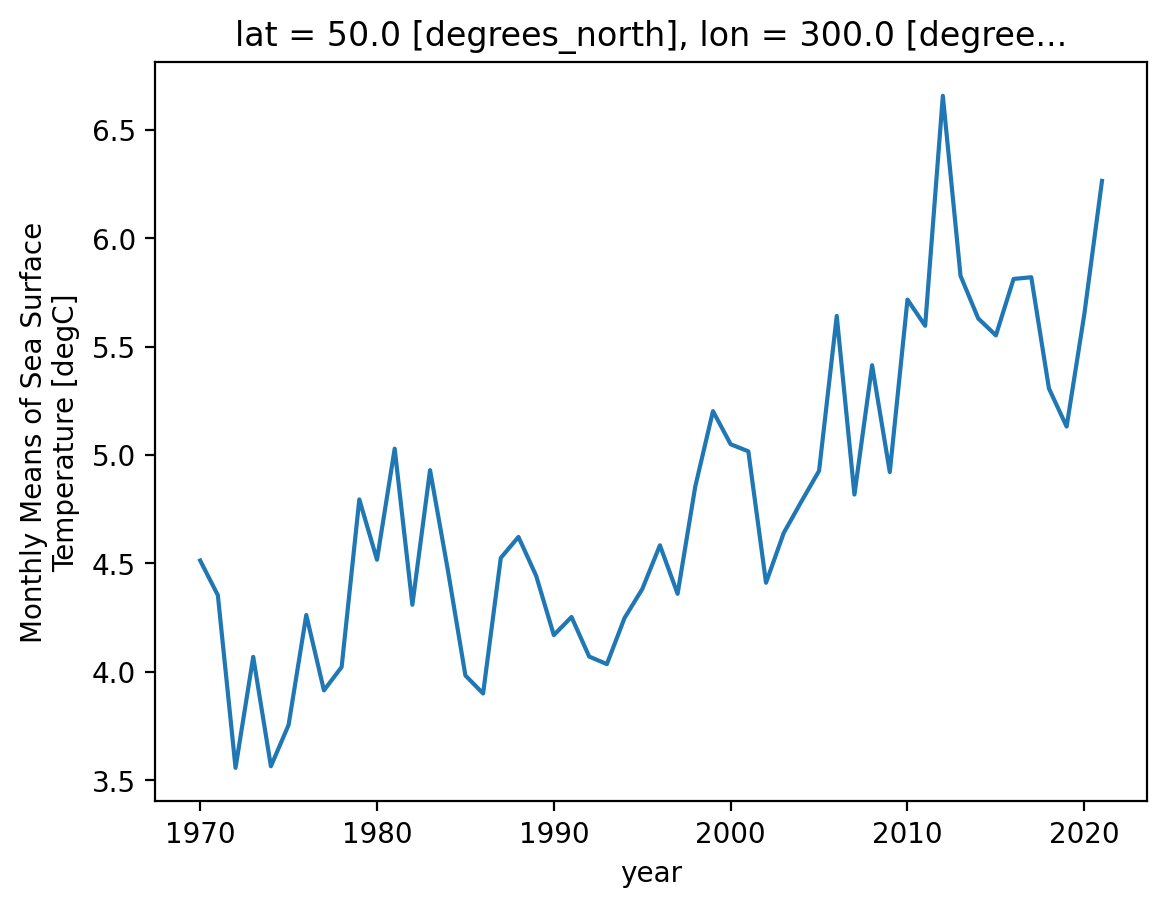 lat = 50.0 [degrees_north], lon = 300.0 [degree...
Monthly Means of Sea Surface
Temperature [degC]
6.5
6.0
5.5
5.0
4.5
4.0
3.5
1970 1980 1990 2000 2010 2020
year